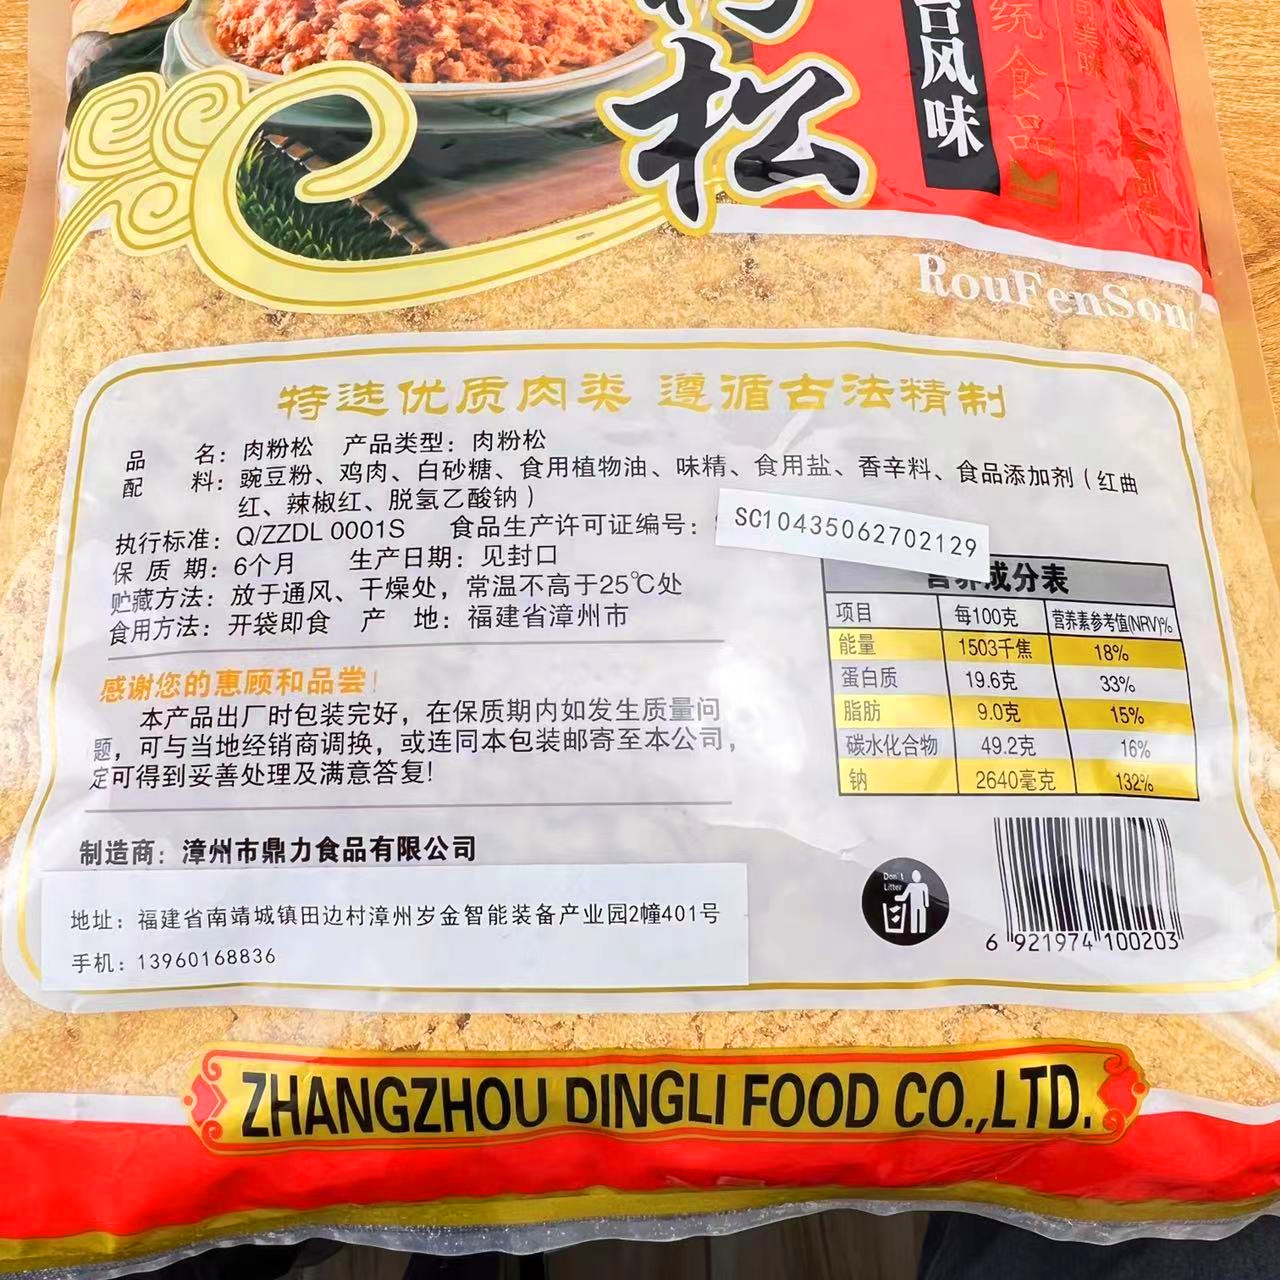 松
台风味
统食品
RouFenSon
特选优质肉类 遵循古法精制
品 名：肉粉松 产品类型：肉粉松
配 料：豌豆粉、鸡肉、白砂糖、食用植物油、味精、食用盐、香辛料、食品添加剂（红曲
红、辣椒红、脱氢乙酸钠）
执行标准：Q/ZZDL 0001S 食品生产许可证编号：
SC10435062702129
保 质 期：6个月 生产日期：见封口
贮藏方法：放于通风、干燥处，常温不高于25℃处
食用方法：开袋即食 产 地：福建省漳州市
感谢您的惠顾和品尝！
本产品出厂时包装完好，在保质期内如发生质量问
题，可与当地经销商调换，或连同本包装邮寄至本公司，
定可得到妥善处理及满意答复！
营养成分表
项目 每100克 营养素参考值(NRV)%
能量 1503千焦 18%
蛋白质 19.6克 33%
脂肪 9.0克 15%
碳水化合物 49.2克 16%
钠 2640毫克 132%
制造商：漳州市鼎力食品有限公司
地址：福建省南靖城镇田边村漳州岁金智能装备产业园2幢401号
手机：13960168836
Don't
Litter
6 921974 100203
ZHANGZHOU DINGLI FOOD CO.,LTD.